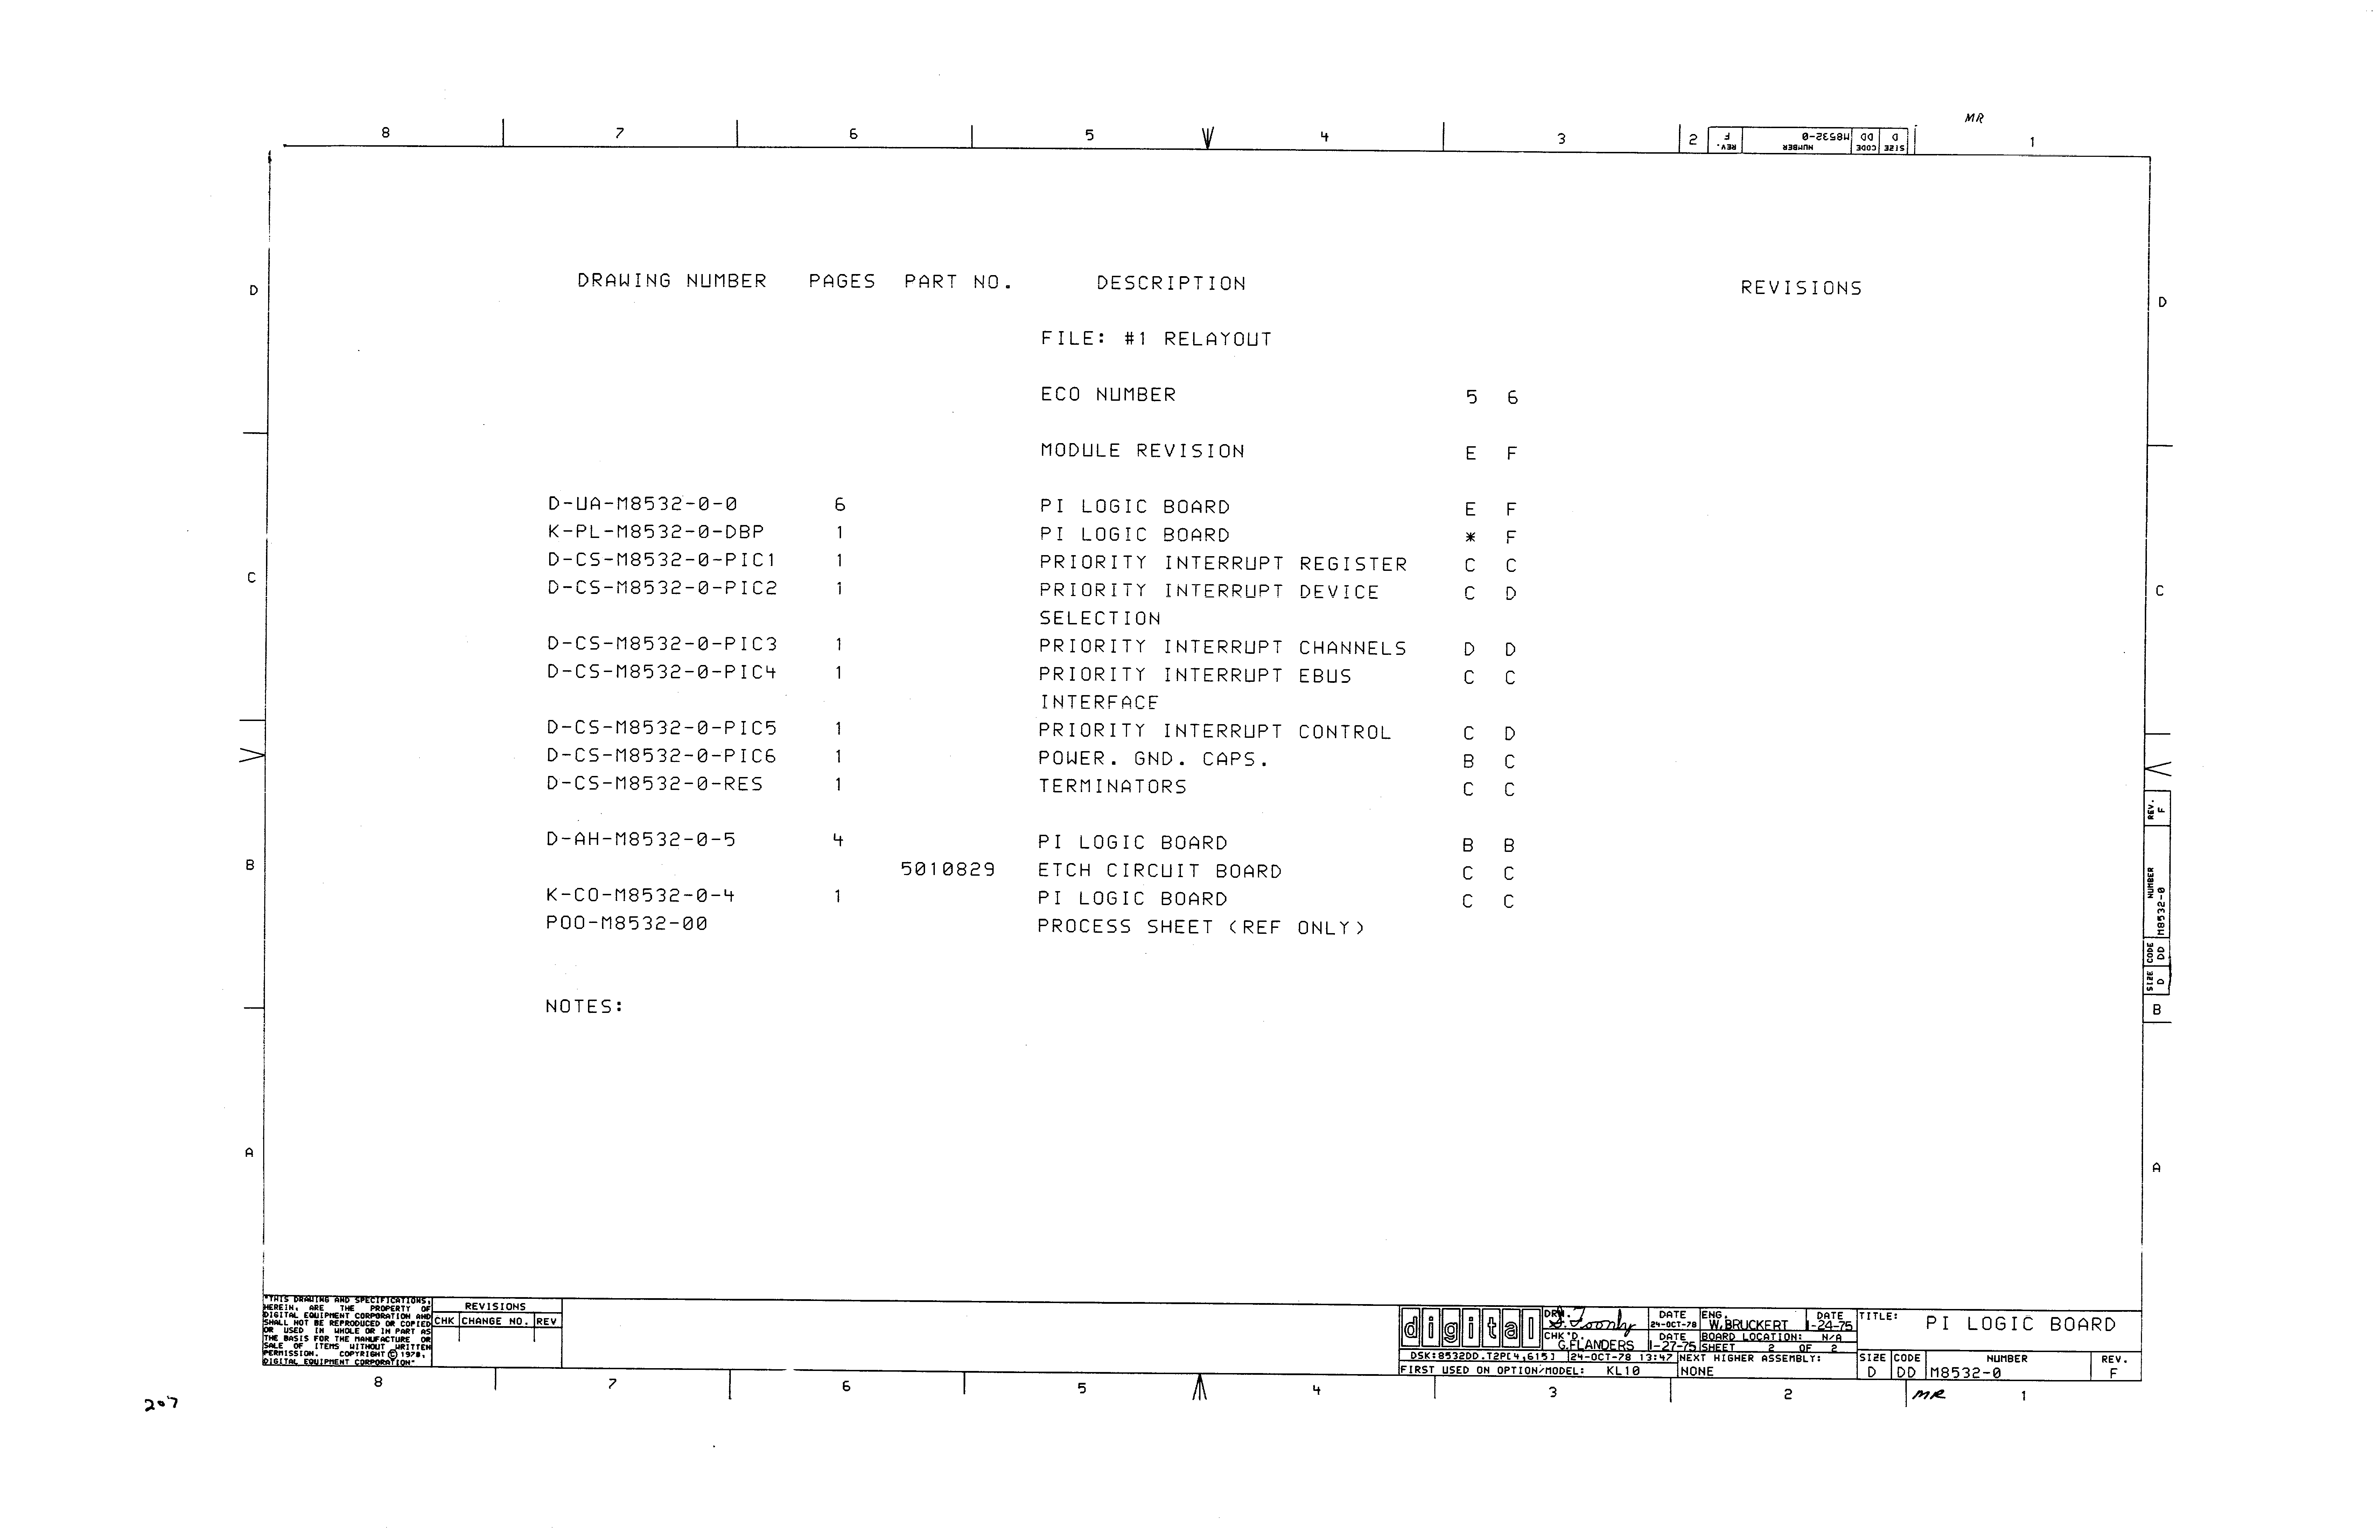 MR
8 7 6 5 4 3 2 1
REV. F NUMBER M8532-0 CODE DD SIZE D
DRAWING NUMBER PAGES PART NO. DESCRIPTION REVISIONS
D D
FILE: #1 RELAYOUT
ECO NUMBER 5 6
MODULE REVISION E F
D-UA-M8532-0-0 6 PI LOGIC BOARD E F
K-PL-M8532-0-DBP 1 PI LOGIC BOARD * F
D-CS-M8532-0-PIC1 1 PRIORITY INTERRUPT REGISTER C C
C C
D-CS-M8532-0-PIC2 1 PRIORITY INTERRUPT DEVICE C D
SELECTION
D-CS-M8532-0-PIC3 1 PRIORITY INTERRUPT CHANNELS D D
D-CS-M8532-0-PIC4 1 PRIORITY INTERRUPT EBUS C C
INTERFACE
D-CS-M8532-0-PIC5 1 PRIORITY INTERRUPT CONTROL C D
D-CS-M8532-0-PIC6 1 POWER. GND. CAPS. B C
D-CS-M8532-0-RES 1 TERMINATORS C C
D-AH-M8532-0-5 4 PI LOGIC BOARD B B
B
5010829 ETCH CIRCUIT BOARD C C
K-CO-M8532-0-4 1 PI LOGIC BOARD C C
POO-M8532-00 PROCESS SHEET (REF ONLY)
SIZE D CODE DD NUMBER M8532-0 REV. F
NOTES:
B
A A
"THIS DRAWING AND SPECIFICATIONS,
HEREIN, ARE THE PROPERTY OF
DIGITAL EQUIPMENT CORPORATION AND
SHALL NOT BE REPRODUCED OR COPIED
OR USED IN WHOLE OR IN PART AS
THE BASIS FOR THE MANUFACTURE OR
SALE OF ITEMS WITHOUT WRITTEN
PERMISSION. COPYRIGHT © 1978,
DIGITAL EQUIPMENT CORPORATION"
REVISIONS
CHK CHANGE NO. REV
digital
DRN. DATE 24-OCT-78
ENG. W.BRUCKERT DATE 1-24-75
CHK'D. G.FLANDERS DATE 1-27-75
BOARD LOCATION: N/A
SHEET 2 OF 2
DSK:8532DD.T2P[4,615] 24-OCT-78 13:47
NEXT HIGHER ASSEMBLY:
NONE
FIRST USED ON OPTION/MODEL: KL10
TITLE: PI LOGIC BOARD
SIZE CODE NUMBER REV.
D DD M8532-0 F
8 7 6 5 4 3 2 MR 1
207